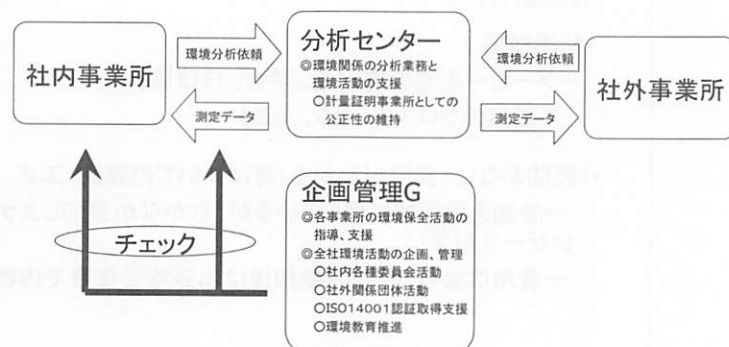 社内事業所
環境分析依頼
測定データ
分析センター
◎環境関係の分析業務と
環境活動の支援
○計量証明事業所としての
公正性の維持
環境分析依頼
測定データ
社外事業所
チェック
企画管理G
◎各事業所の環境保全活動の
指導、支援
◎全社環境活動の企画、管理
○社内各種委員会活動
○社外関係団体活動
○ISO14001認証取得支援
○環境教育推進